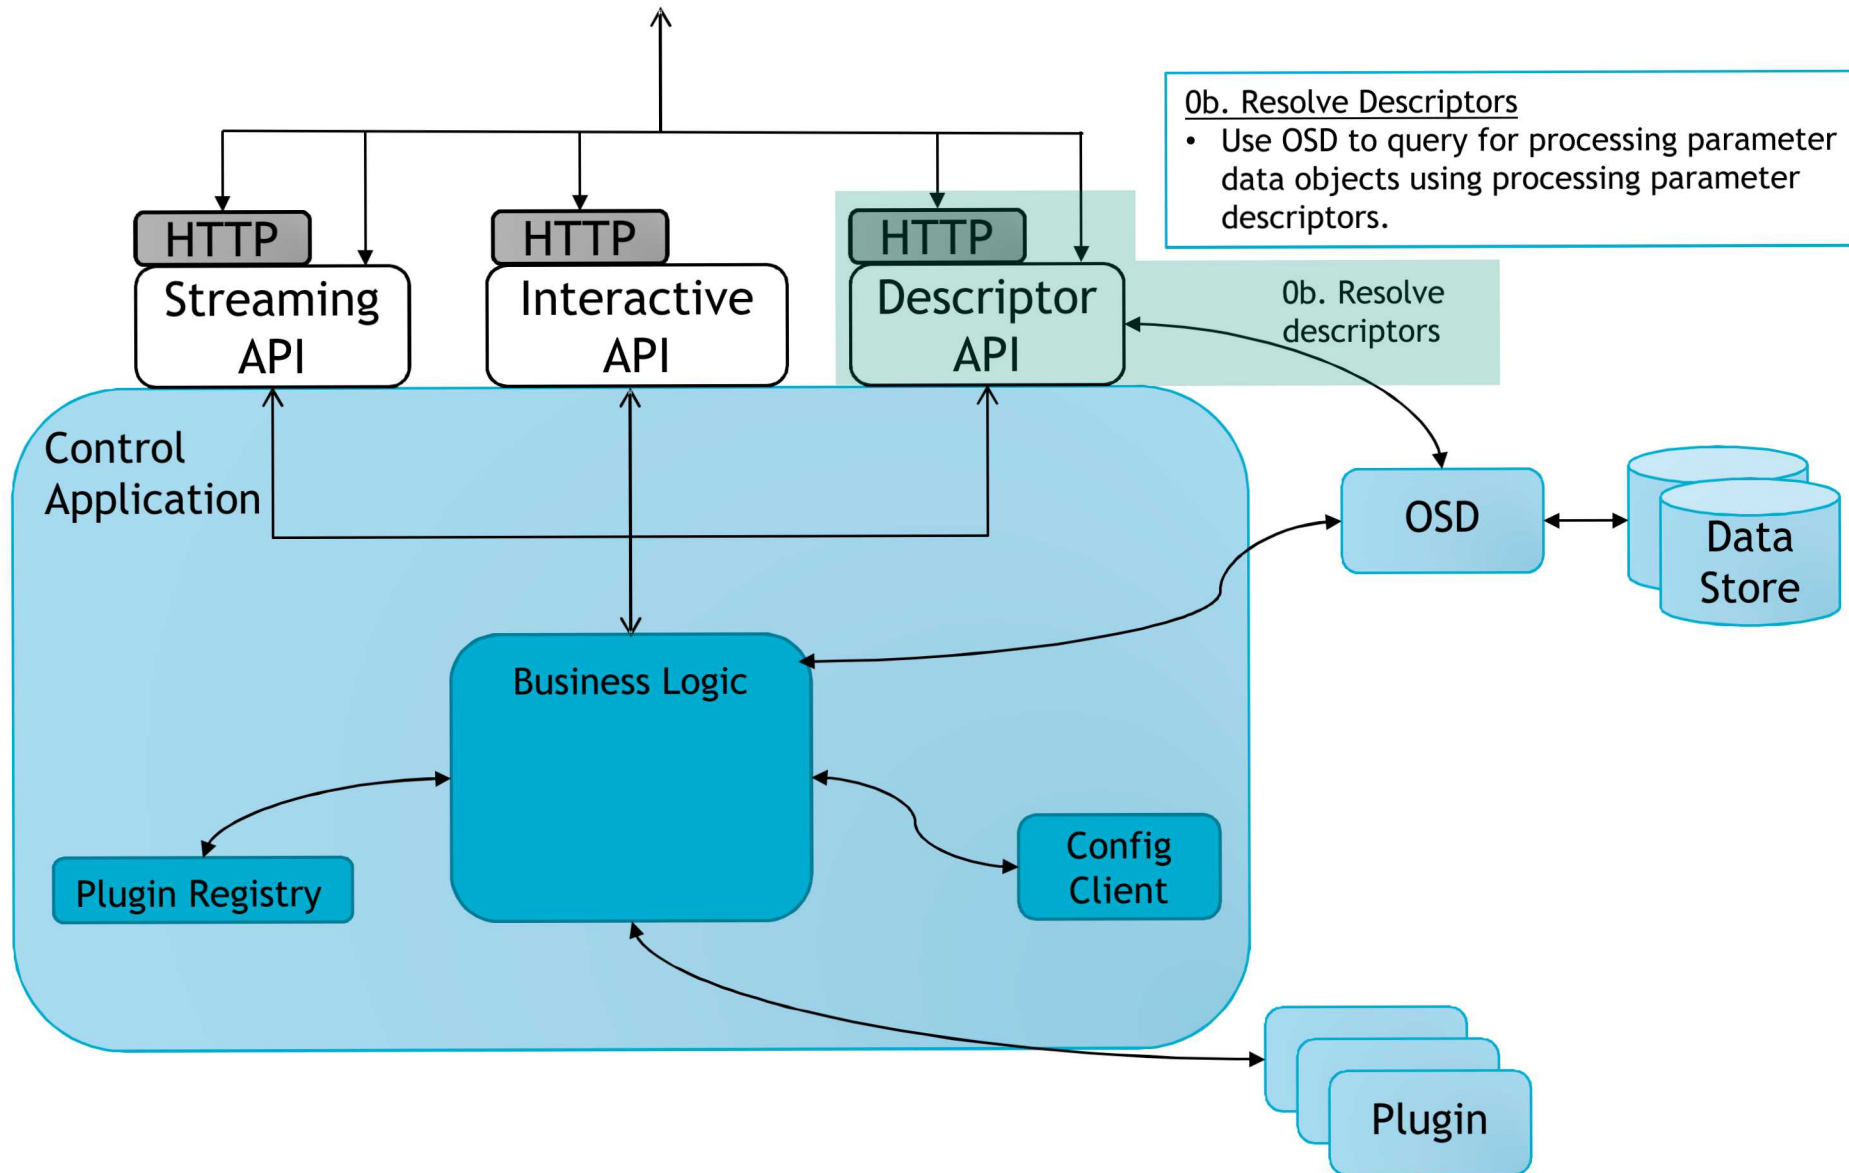 0b. Resolve Descriptors
• Use OSD to query for processing parameter
data objects using processing parameter
descriptors.
HTTP
HTTP
HTTP
Streaming
API
Interactive
API
Descriptor
API
0b. Resolve
descriptors
Control
Application
OSD
Data
Store
Business Logic
Plugin Registry
Config
Client
Plugin